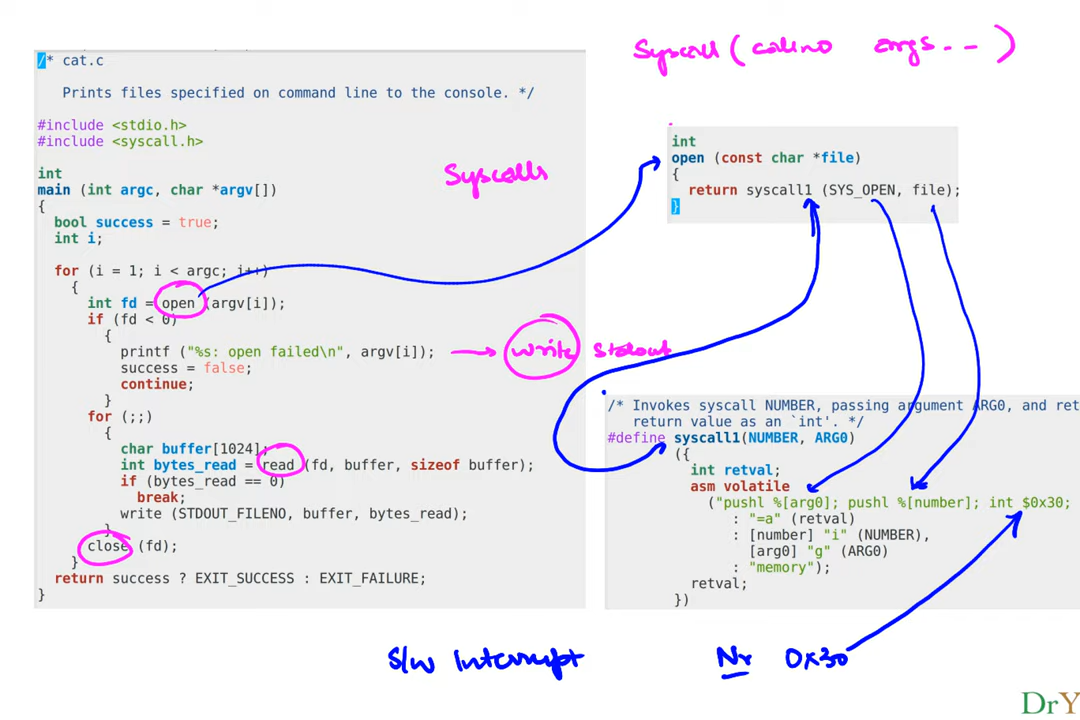 Syscall (callno args.. )
/* cat.c
Prints files specified on command line to the console. */
#include <stdio.h>
#include <syscall.h>
int
main (int argc, char *argv[])
{
bool success = true;
int i;
for (i = 1; i < argc; i++)
{
int fd = open (argv[i]);
if (fd < 0)
{
printf ("%s: open failed\n", argv[i]);
success = false;
continue;
}
for (;;)
{
char buffer[1024];
int bytes_read = read (fd, buffer, sizeof buffer);
if (bytes_read == 0)
break;
write (STDOUT_FILENO, buffer, bytes_read);
}
close (fd);
}
return success ? EXIT_SUCCESS : EXIT_FAILURE;
}
Syscalls
write stdout
int
open (const char *file)
{
return syscall1 (SYS_OPEN, file);
}
/* Invokes syscall NUMBER, passing argument ARG0, and ret
return value as an `int'. */
#define syscall1(NUMBER, ARG0)
({
int retval;
asm volatile
("pushl %[arg0]; pushl %[number]; int $0x30;
: "=a" (retval)
: [number] "i" (NUMBER),
[arg0] "g" (ARG0)
: "memory");
retval;
})
S/W Interrupt Nr 0x30
DrY